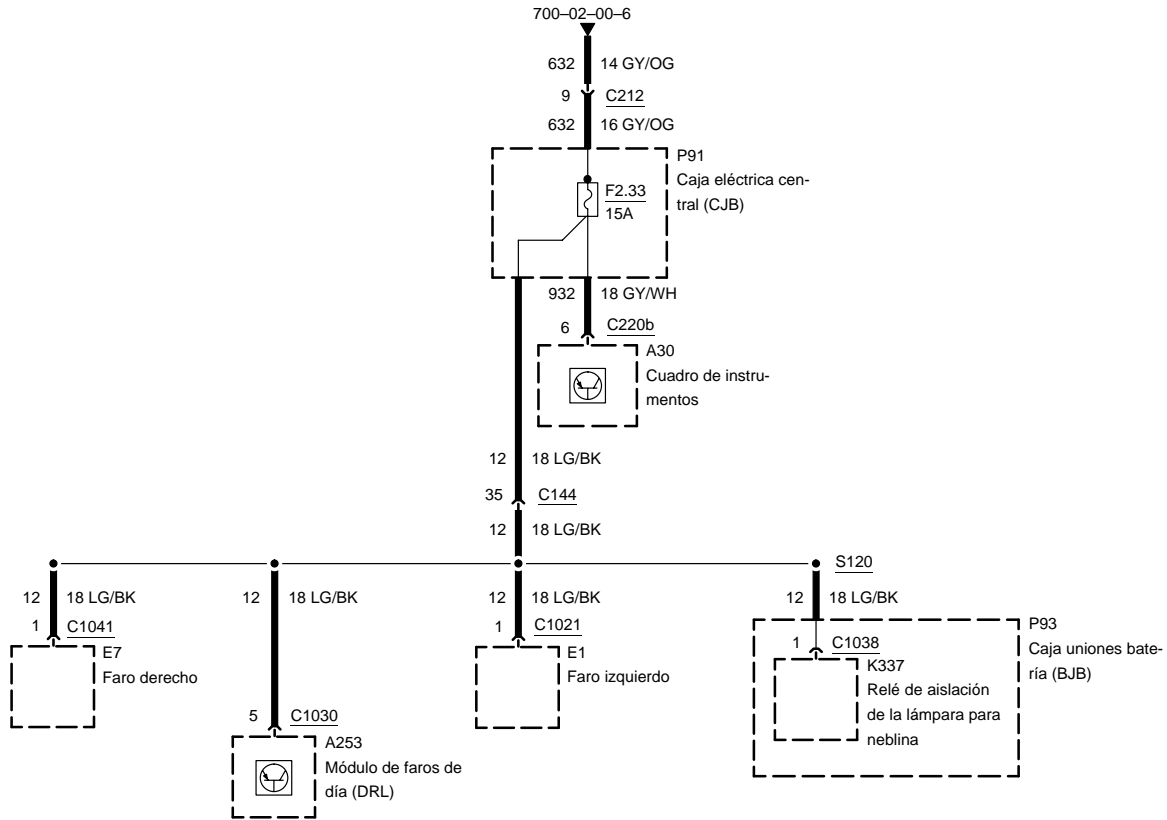 700–02–00–6
632 14 GY/OG
9 C212
632 16 GY/OG
P91
Caja eléctrica cen-
tral (CJB)
F2.33
15A
932 18 GY/WH
6 C220b
A30
Cuadro de instru-
mentos
12 18 LG/BK
35 C144
12 18 LG/BK
S120
12 18 LG/BK 12 18 LG/BK 12 18 LG/BK 12 18 LG/BK
1 C1041
E7
Faro derecho
5 C1030
A253
Módulo de faros de
día (DRL)
1 C1021
E1
Faro izquierdo
P93
Caja uniones bate-
ría (BJB)
1 C1038
K337
Relé de aislación
de la lámpara para
neblina